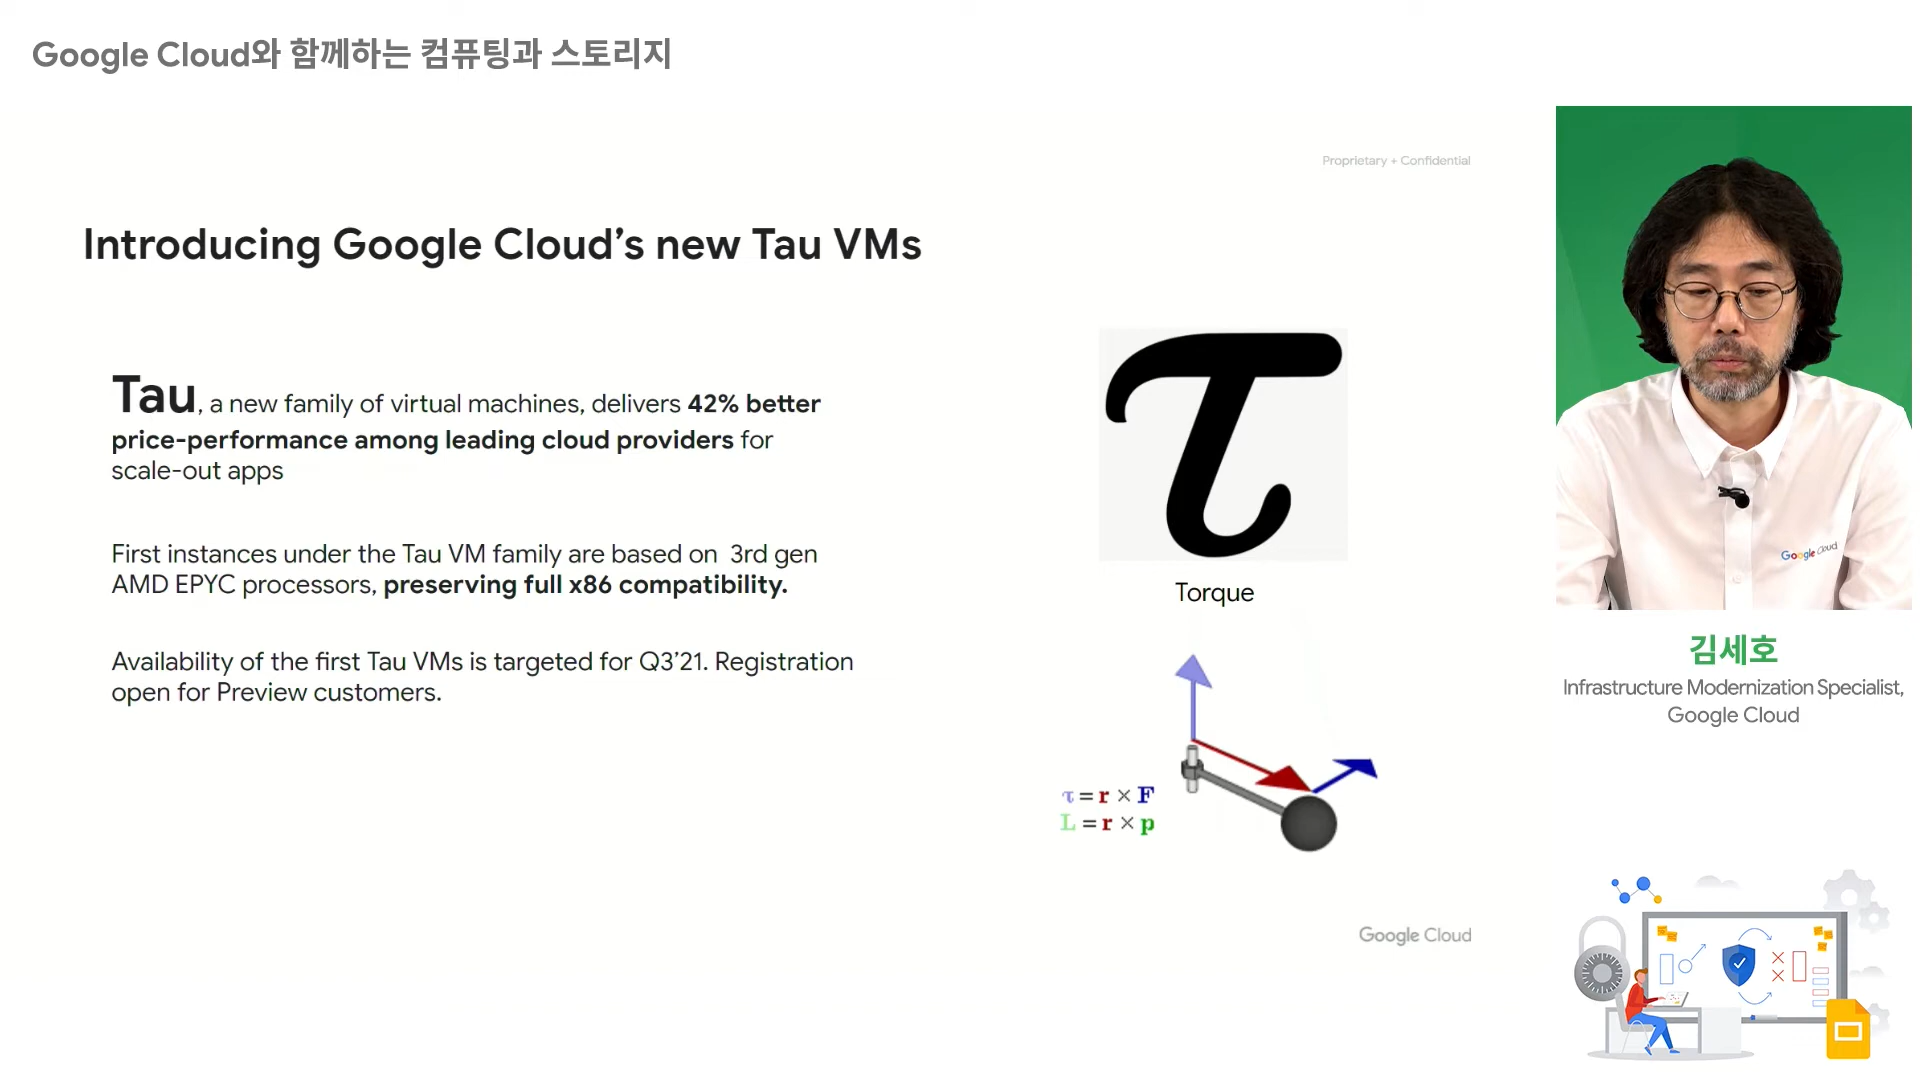 Google Cloud와 함께하는 컴퓨팅과 스토리지
Proprietary + Confidential
Introducing Google Cloud’s new Tau VMs
Tau, a new family of virtual machines, delivers 42% better
price-performance among leading cloud providers for
scale-out apps
First instances under the Tau VM family are based on 3rd gen
AMD EPYC processors, preserving full x86 compatibility.
Availability of the first Tau VMs is targeted for Q3’21. Registration
open for Preview customers.
τ
Torque
τ = r × F
L = r × p
Google Cloud
Google Cloud
김세호
Infrastructure Modernization Specialist,
Google Cloud